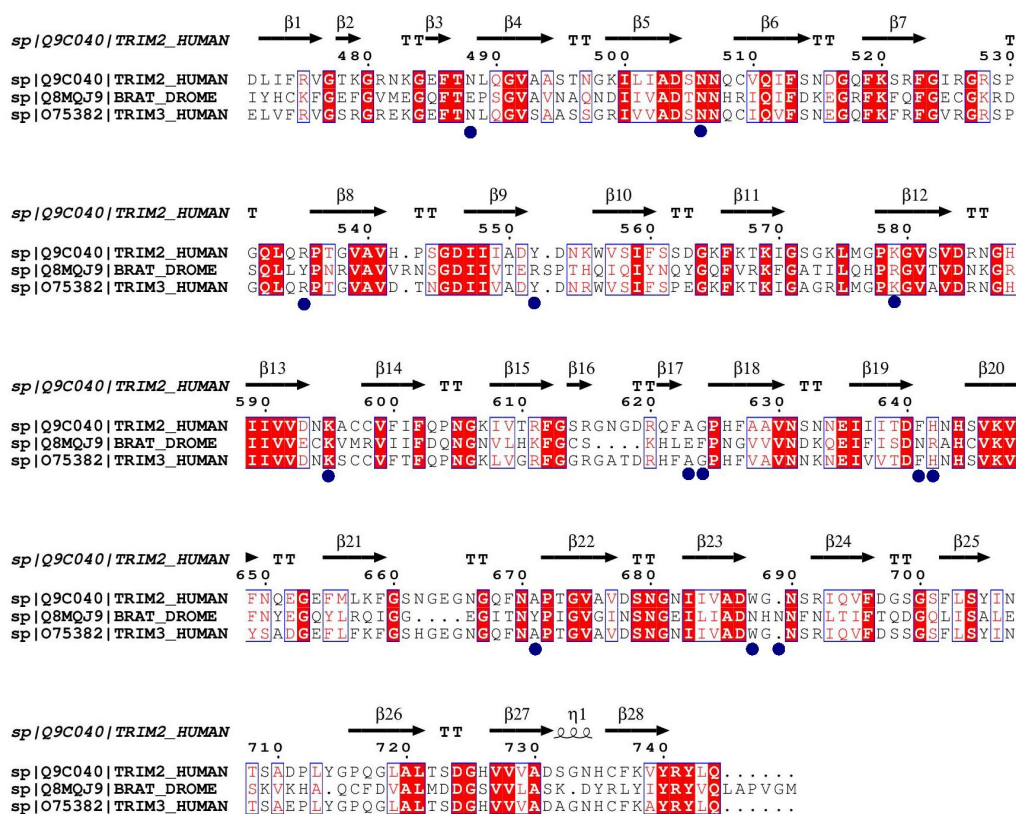 β1 β2 β3 β4 β5 β6 β7
sp|Q9C040|TRIM2_HUMAN TT TT TT T
480 490 500 510 520 530
sp|Q9C040|TRIM2_HUMAN DLIFRVGTKGRNKGEFTNLQGVAASTNGKILIADSNNQCVQIFSNDGQFKSRFGIRGRSP
sp|Q8MQJ9|BRAT_DROME IYHCKFGEFGVMEGQFTEPSGVAVNAQNDIIVADTNNHRIQIFDKEGRFKFQFGECGKRD
sp|O75382|TRIM3_HUMAN ELVFRVGSRGREKGEFTNLQGVSAASSGRIVVADSNNQCIQVFSNEGQFKFRFGVRGRSP
β8 β9 β10 β11 β12
sp|Q9C040|TRIM2_HUMAN T TT TT TT
540 550 560 570 580
sp|Q9C040|TRIM2_HUMAN GQLQRPTGVAVH.PSGDIIIADY.DNKWVSIFSSDGKFKTKIGSGKLMGPKGVSVDRNGH
sp|Q8MQJ9|BRAT_DROME SQLLYPNRVAVVRNSGDIIVTERSPTHQIQIYNQYGQFVRKFGATILQHPRGVTVDNKGR
sp|O75382|TRIM3_HUMAN GQLQRPTGVAVD.TNGDIIVADY.DNRWVSIFSPEGKFKTKIGAGRLMGPKGVAVDRNGH
β13 β14 β15 β16 β17 β18 β19 β20
sp|Q9C040|TRIM2_HUMAN TT TT TT
590 600 610 620 630 640
sp|Q9C040|TRIM2_HUMAN IIVVDNKACCVFIFQPNGKIVTRFGSRGNGDRQFAGPHFAAVNSNNEIIITDFHNHSVKV
sp|Q8MQJ9|BRAT_DROME IIVVECKVMRVIIFDQNGNVLHKFGCS....KHLEFPNGVVVNDKQEIFISDNRAHCVKV
sp|O75382|TRIM3_HUMAN IIVVDNKSCCVFTFQPNGKLVGRFGGRGATDRHFAGPHFVAVNNKNEIVVTDFHNHSVKV
β21 β22 β23 β24 β25
sp|Q9C040|TRIM2_HUMAN TT TT TT TT
650 660 670 680 690 700
sp|Q9C040|TRIM2_HUMAN FNQEGEFMLKFGSNGEGNGQFNAPTGVAVDSNGNIIVADWG.NSRIQVFDGSGSFLSYIN
sp|Q8MQJ9|BRAT_DROME FNYEGQYLRQIGG....EGITNYPIGVGINSNGEILIADNHNNFNLTIFTQDGQLISALE
sp|O75382|TRIM3_HUMAN YSADGEFLFKFGSHGEGNGQFNAPTGVAVDSNGNIIVADWG.NSRIQVFDSSGSFLSYIN
β26 β27 η1 β28
sp|Q9C040|TRIM2_HUMAN TT
710 720 730 740
sp|Q9C040|TRIM2_HUMAN TSADPLYGPQGLALTSDGHVVVADSGNHCFKVYRYLQ......
sp|Q8MQJ9|BRAT_DROME SKVKHA.QCFDVALMDDGSVVLASK.DYRLYIYRYVQLAPVGM
sp|O75382|TRIM3_HUMAN TSAEPLYGPQGLALTSDGHVVVADAGNHCFKAYRYLQ......